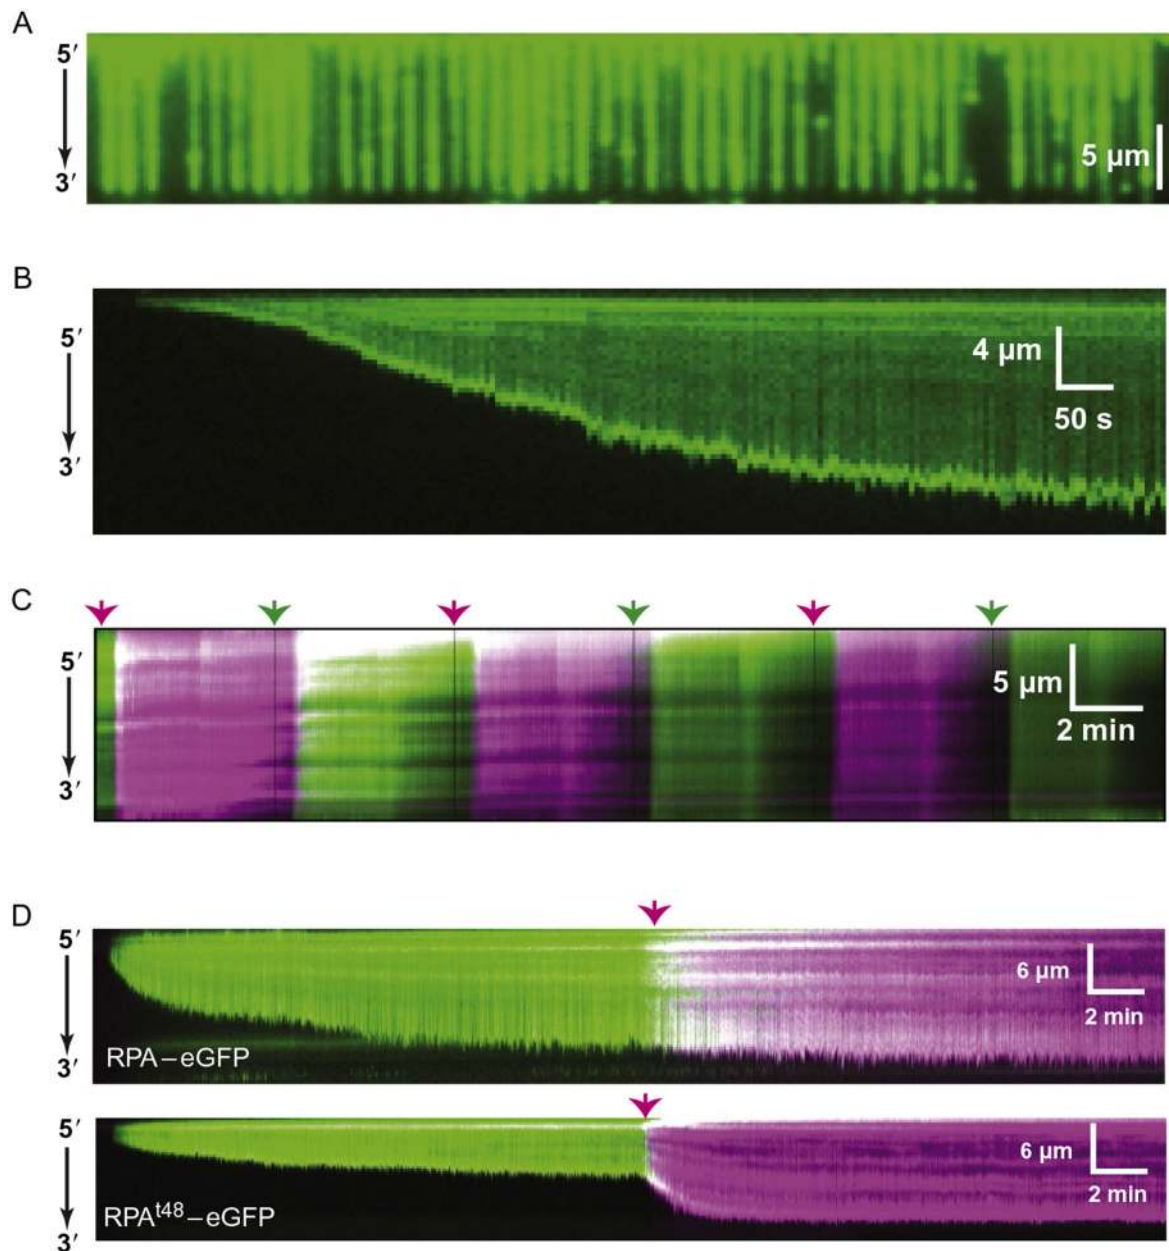 A
5′
3′
5 µm
B
5′
3′
4 µm
50 s
C
5′
3′
5 µm
2 min
D
5′
3′
RPA–eGFP
6 µm
2 min
5′
3′
RPAᵗ⁴⁸–eGFP
6 µm
2 min